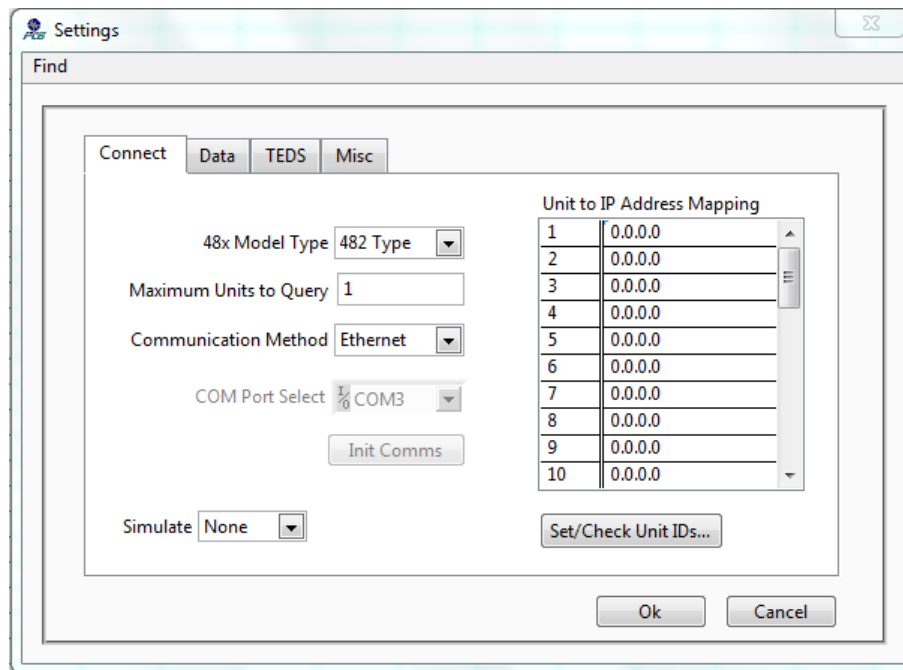 PCB Settings
Find
Connect Data TEDS Misc
Unit to IP Address Mapping
48x Model Type 482 Type
Maximum Units to Query 1
Communication Method Ethernet
COM Port Select I/O COM3
Init Comms
Simulate None
1 0.0.0.0
2 0.0.0.0
3 0.0.0.0
4 0.0.0.0
5 0.0.0.0
6 0.0.0.0
7 0.0.0.0
8 0.0.0.0
9 0.0.0.0
10 0.0.0.0
Set/Check Unit IDs...
Ok Cancel